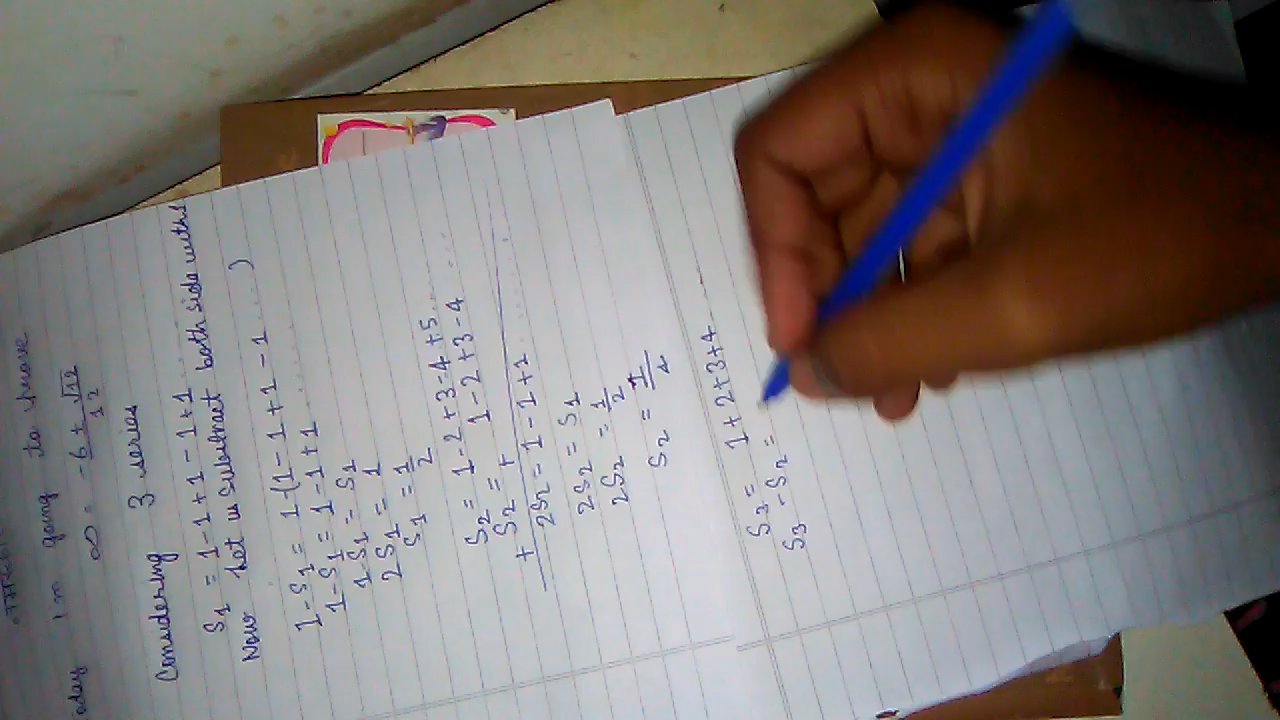 aday I'm going to prove
∞ = -6 ± √12 / 12
Considering 3 series
S1 = 1-1+1-1+1 .....
Now let us substract both side with 1
1-S1 = 1-(1-1+1-1 ....)
1-S1 = 1-1+1 .....
1-S1 = S1
2S1 = 1
S1 = 1/2
S2 = 1-2+3-4+5....
+ S2 = + 1-2+3-4 ...
2S2 = 1-1-1+1 ....
2S2 = S1
2S2 = 1/2
S2 = 1/4
S3 = 1+2+3+4
S3 - S2 =